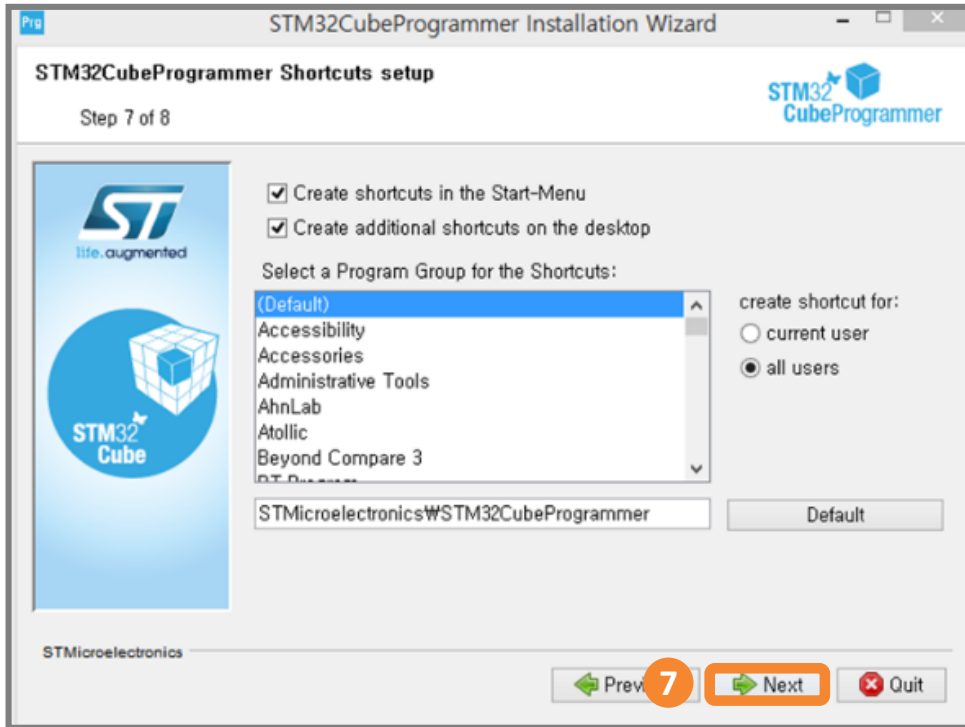 Prg
STM32CubeProgrammer Installation Wizard
STM32CubeProgrammer Shortcuts setup
Step 7 of 8
STM32
CubeProgrammer
ST
life.augmented
STM32
Cube
Create shortcuts in the Start-Menu
Create additional shortcuts on the desktop
Select a Program Group for the Shortcuts:
(Default)
Accessibility
Accessories
Administrative Tools
AhnLab
Atollic
Beyond Compare 3
create shortcut for:
current user
all users
STMicroelectronics₩STM32CubeProgrammer
Default
STMicroelectronics
7
Next
Quit